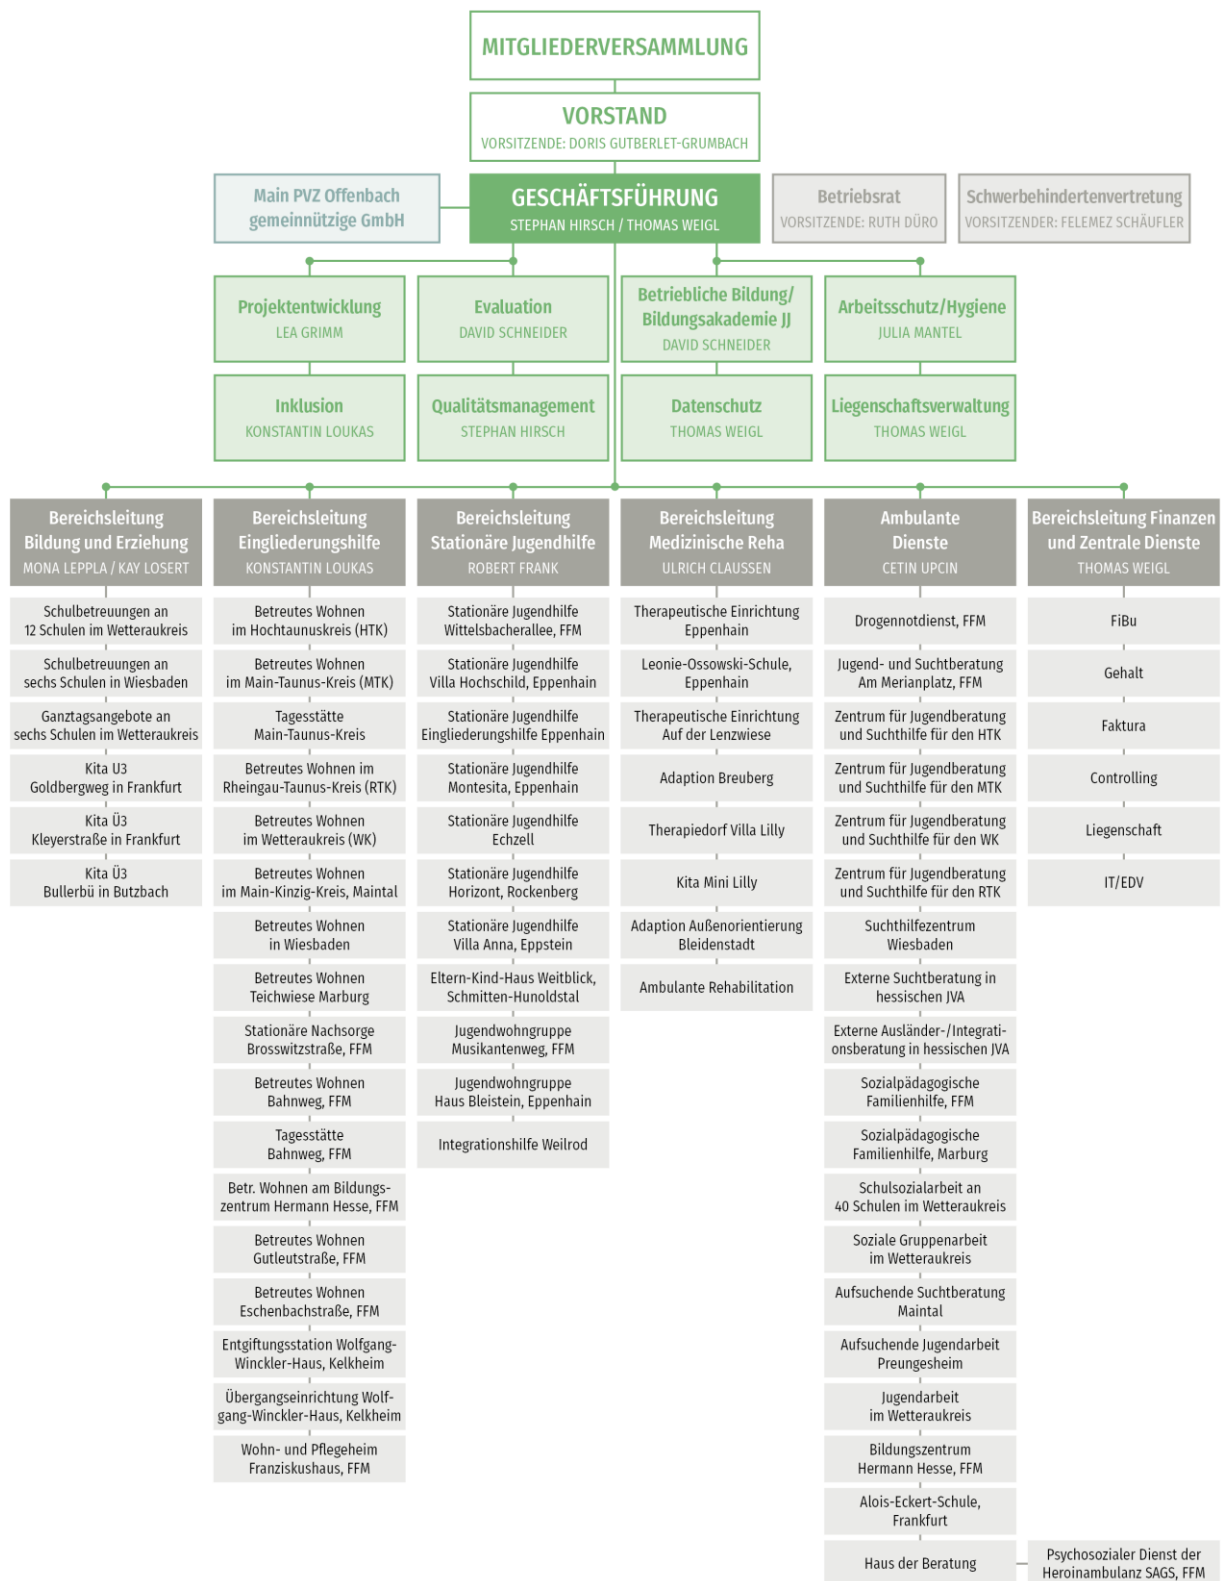 MITGLIEDERVERSAMMLUNG
VORSTAND
VORSITZENDE: DORIS GUTBERLET-GRUMBACH
Main PVZ Offenbach
gemeinnützige GmbH
GESCHÄFTSFÜHRUNG
STEPHAN HIRSCH / THOMAS WEIGL
Betriebsrat
VORSITZENDE: RUTH DÜRO
Schwerbehindertenvertretung
VORSITZENDER: FELEMEZ SCHÄUFLER
Projektentwicklung
LEA GRIMM
Evaluation
DAVID SCHNEIDER
Betriebliche Bildung/
Bildungsakademie JJ
DAVID SCHNEIDER
Arbeitsschutz/Hygiene
JULIA MANTEL
Inklusion
KONSTANTIN LOUKAS
Qualitätsmanagement
STEPHAN HIRSCH
Datenschutz
THOMAS WEIGL
Liegenschaftsverwaltung
THOMAS WEIGL
Bereichsleitung
Bildung und Erziehung
MONA LEPPLA / KAY LOSERT
Schulbetreuungen an
12 Schulen im Wetteraukreis
Schulbetreuungen an
sechs Schulen in Wiesbaden
Ganztagsangebote an
sechs Schulen im Wetteraukreis
Kita U3
Goldbergweg in Frankfurt
Kita Ü3
Kleyerstraße in Frankfurt
Kita Ü3
Bullerbü in Butzbach
Bereichsleitung
Eingliederungshilfe
KONSTANTIN LOUKAS
Betreutes Wohnen
im Hochtaunuskreis (HTK)
Betreutes Wohnen
im Main-Taunus-Kreis (MTK)
Tagesstätte
Main-Taunus-Kreis
Betreutes Wohnen im
Rheingau-Taunus-Kreis (RTK)
Betreutes Wohnen
im Wetteraukreis (WK)
Betreutes Wohnen
im Main-Kinzig-Kreis, Maintal
Betreutes Wohnen
in Wiesbaden
Betreutes Wohnen
Teichwiese Marburg
Stationäre Nachsorge
Brosswitzstraße, FFM
Betreutes Wohnen
Bahnweg, FFM
Tagesstätte
Bahnweg, FFM
Betr. Wohnen am Bildungs-
zentrum Hermann Hesse, FFM
Betreutes Wohnen
Gutleutstraße, FFM
Betreutes Wohnen
Eschenbachstraße, FFM
Entgiftungsstation Wolfgang-
Winckler-Haus, Kelkheim
Übergangseinrichtung Wolf-
gang-Winckler-Haus, Kelkheim
Wohn- und Pflegeheim
Franziskushaus, FFM
Bereichsleitung
Stationäre Jugendhilfe
ROBERT FRANK
Stationäre Jugendhilfe
Wittelsbacherallee, FFM
Stationäre Jugendhilfe
Villa Hochschild, Eppenhain
Stationäre Jugendhilfe
Eingliederungshilfe Eppenhain
Stationäre Jugendhilfe
Montesita, Eppenhain
Stationäre Jugendhilfe
Echzell
Stationäre Jugendhilfe
Horizont, Rockenberg
Stationäre Jugendhilfe
Villa Anna, Eppstein
Eltern-Kind-Haus Weitblick,
Schmitten-Hunoldstal
Jugendwohngruppe
Musikantenweg, FFM
Jugendwohngruppe
Haus Bleistein, Eppenhain
Integrationshilfe Weilrod
Bereichsleitung
Medizinische Reha
ULRICH CLAUSSEN
Therapeutische Einrichtung
Eppenhain
Leonie-Ossowski-Schule,
Eppenhain
Therapeutische Einrichtung
Auf der Lenzwiese
Adaption Breuberg
Therapiedorf Villa Lilly
Kita Mini Lilly
Adaption Außenorientierung
Bleidenstadt
Ambulante Rehabilitation
Ambulante
Dienste
CETIN UPCIN
Drogennotdienst, FFM
Jugend- und Suchtberatung
Am Merianplatz, FFM
Zentrum für Jugendberatung
und Suchthilfe für den HTK
Zentrum für Jugendberatung
und Suchthilfe für den MTK
Zentrum für Jugendberatung
und Suchthilfe für den WK
Zentrum für Jugendberatung
und Suchthilfe für den RTK
Suchthilfezentrum
Wiesbaden
Externe Suchtberatung in
hessischen JVA
Externe Ausländer-/Integrati-
onsberatung in hessischen JVA
Sozialpädagogische
Familienhilfe, FFM
Sozialpädagogische
Familienhilfe, Marburg
Schulsozialarbeit an
40 Schulen im Wetteraukreis
Soziale Gruppenarbeit
im Wetteraukreis
Aufsuchende Suchtberatung
Maintal
Aufsuchende Jugendarbeit
Preungesheim
Jugendarbeit
im Wetteraukreis
Bildungszentrum
Hermann Hesse, FFM
Alois-Eckert-Schule,
Frankfurt
Haus der Beratung
Bereichsleitung Finanzen
und Zentrale Dienste
THOMAS WEIGL
FiBu
Gehalt
Faktura
Controlling
Liegenschaft
IT/EDV
Psychosozialer Dienst der
Heroinambulanz SAGS, FFM